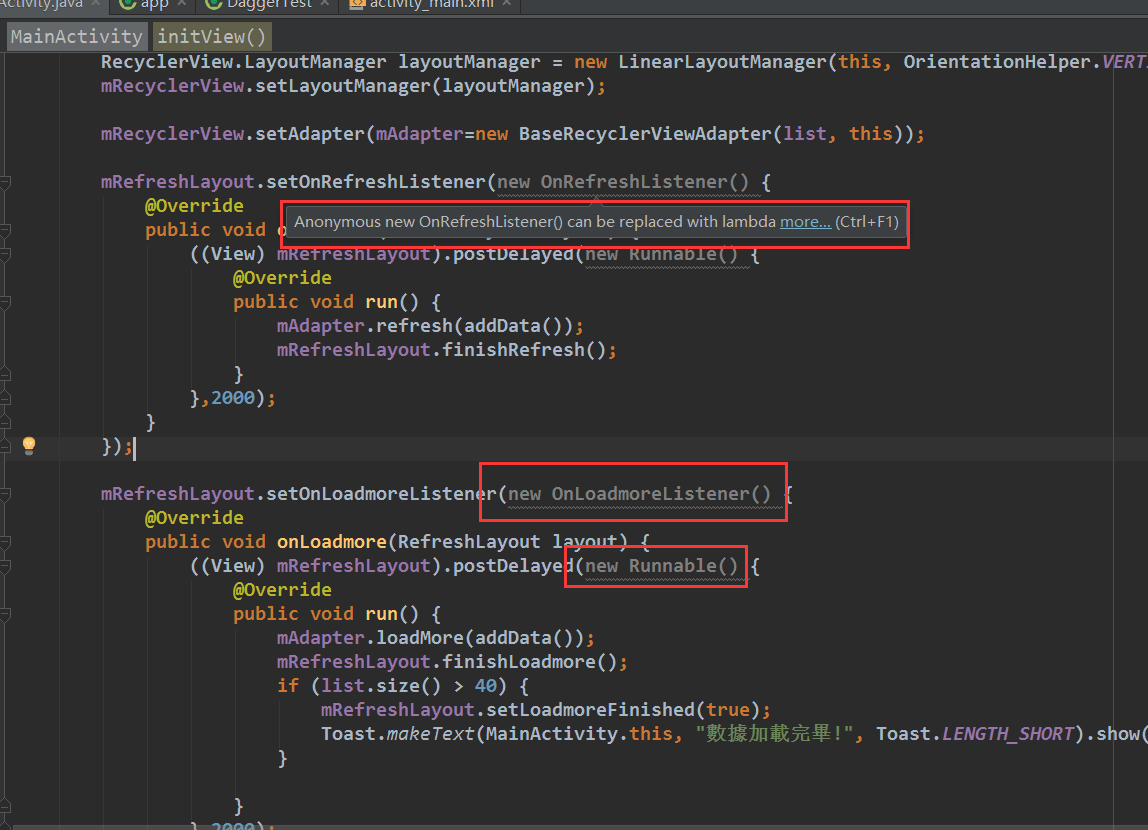 Activity.java × app × DaggerTest × activity_main.xml ×
MainActivity initView()
RecyclerView.LayoutManager layoutManager = new LinearLayoutManager(this, OrientationHelper.VERT
mRecyclerView.setLayoutManager(layoutManager);
mRecyclerView.setAdapter(mAdapter=new BaseRecyclerViewAdapter(list, this));
mRefreshLayout.setOnRefreshListener(new OnRefreshListener() {
@Override
Anonymous new OnRefreshListener() can be replaced with lambda more... (Ctrl+F1)
public void
((View) mRefreshLayout).postDelayed(new Runnable() {
@Override
public void run() {
mAdapter.refresh(addData());
mRefreshLayout.finishRefresh();
}
},2000);
}
});
mRefreshLayout.setOnLoadmoreListener(new OnLoadmoreListener() {
@Override
public void onLoadmore(RefreshLayout layout) {
((View) mRefreshLayout).postDelayed(new Runnable() {
@Override
public void run() {
mAdapter.loadMore(addData());
mRefreshLayout.finishLoadmore();
if (list.size() > 40) {
mRefreshLayout.setLoadmoreFinished(true);
Toast.makeText(MainActivity.this, "數據加載完畢!", Toast.LENGTH_SHORT).show(
}
}
},2000);